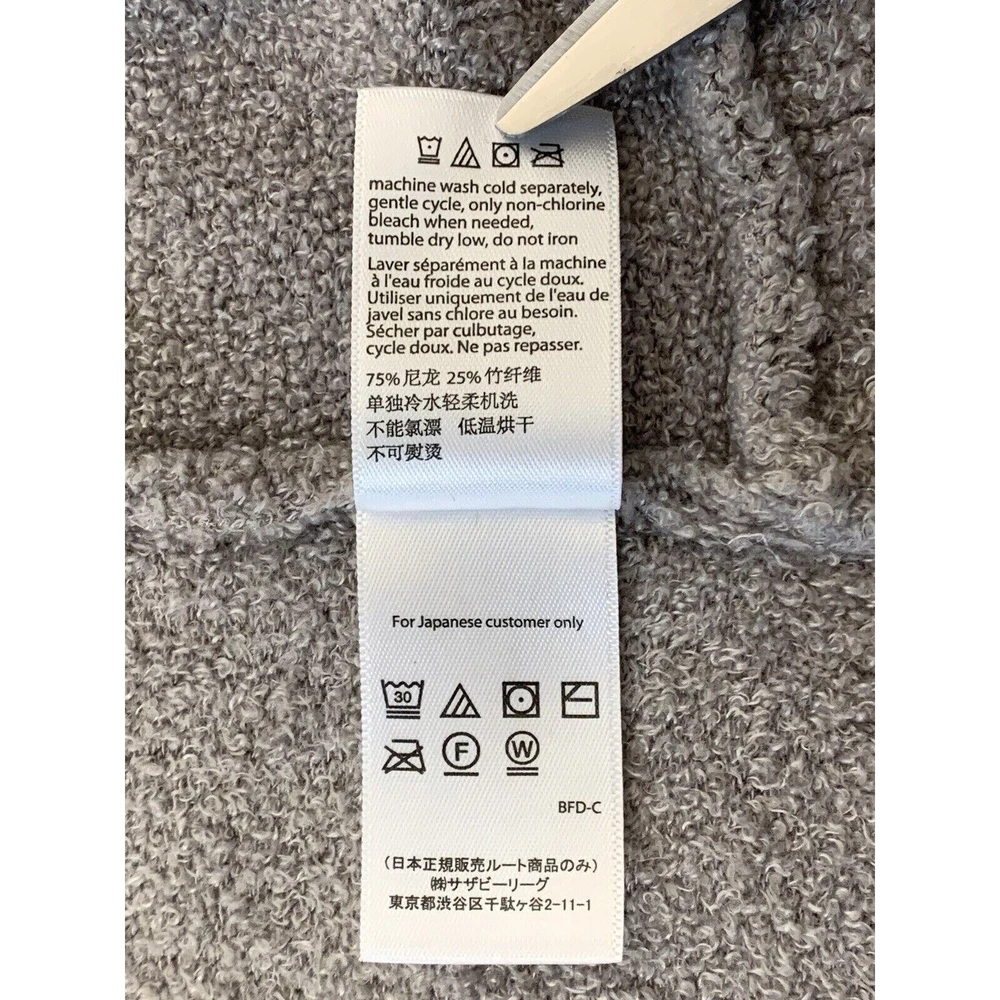 machine wash cold separately,
gentle cycle, only non-chlorine
bleach when needed,
tumble dry low, do not iron
Laver séparément à la machine
à l'eau froide au cycle doux.
Utiliser uniquement de l'eau de
javel sans chlore au besoin.
Sécher par culbutage,
cycle doux. Ne pas repasser.
75%尼龙 25%竹纤维
单独冷水轻柔机洗
不能氯漂 低温烘干
不可熨烫
For Japanese customer only
30
F W
BFD-C
(日本正規販売ルート商品のみ)
㈱サザビーリーグ
東京都渋谷区千駄ヶ谷2-11-1